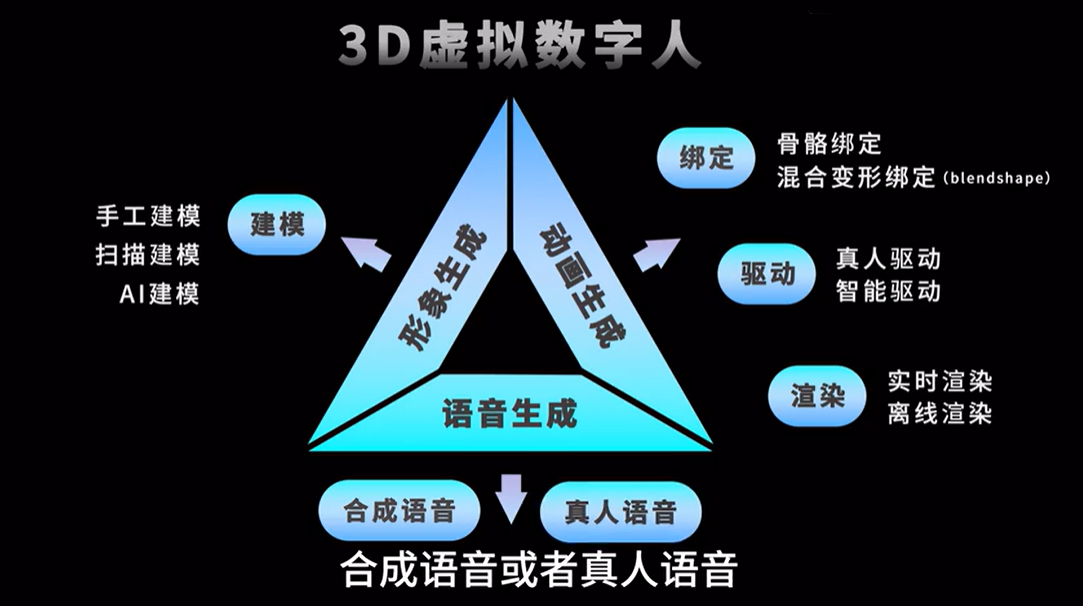 3D虚拟数字人
建模
手工建模
扫描建模
AI建模
形象生成
动画生成
语音生成
绑定
骨骼绑定
混合变形绑定(blendshape)
驱动
真人驱动
智能驱动
渲染
实时渲染
离线渲染
合成语音
真人语音
合成语音或者真人语音